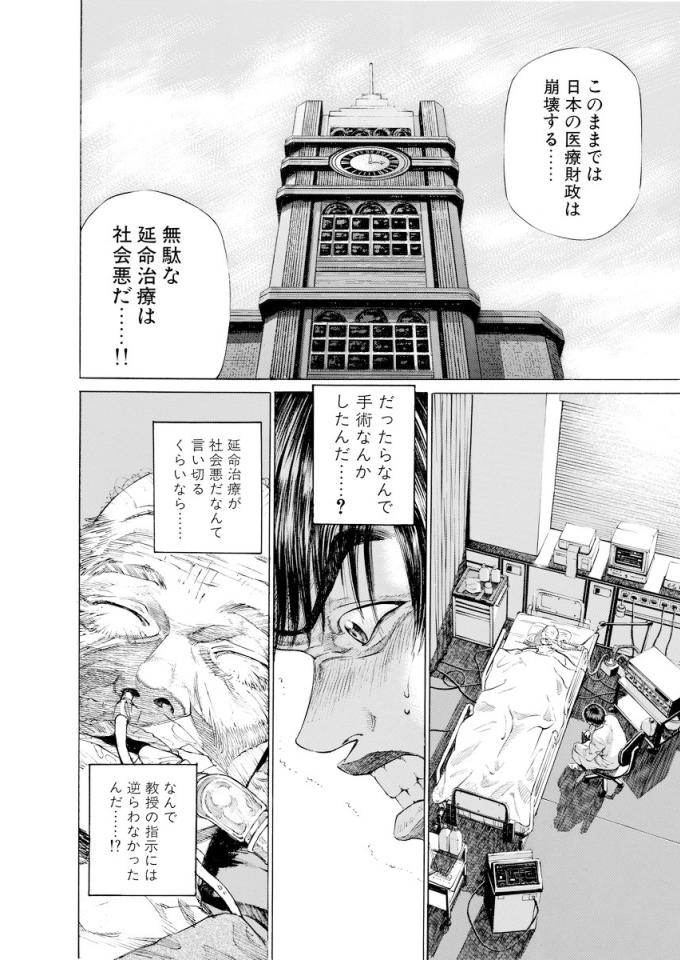 このままでは
日本の医療財政は
崩壊する……
無駄な
延命治療は
社会悪だ……!!
だったらなんで
手術なんか
したんだ……?
延命治療が
社会悪だなんて
言い切る
くらいなら……
なんで
教授の指示には
逆らわなかった
んだ……!?